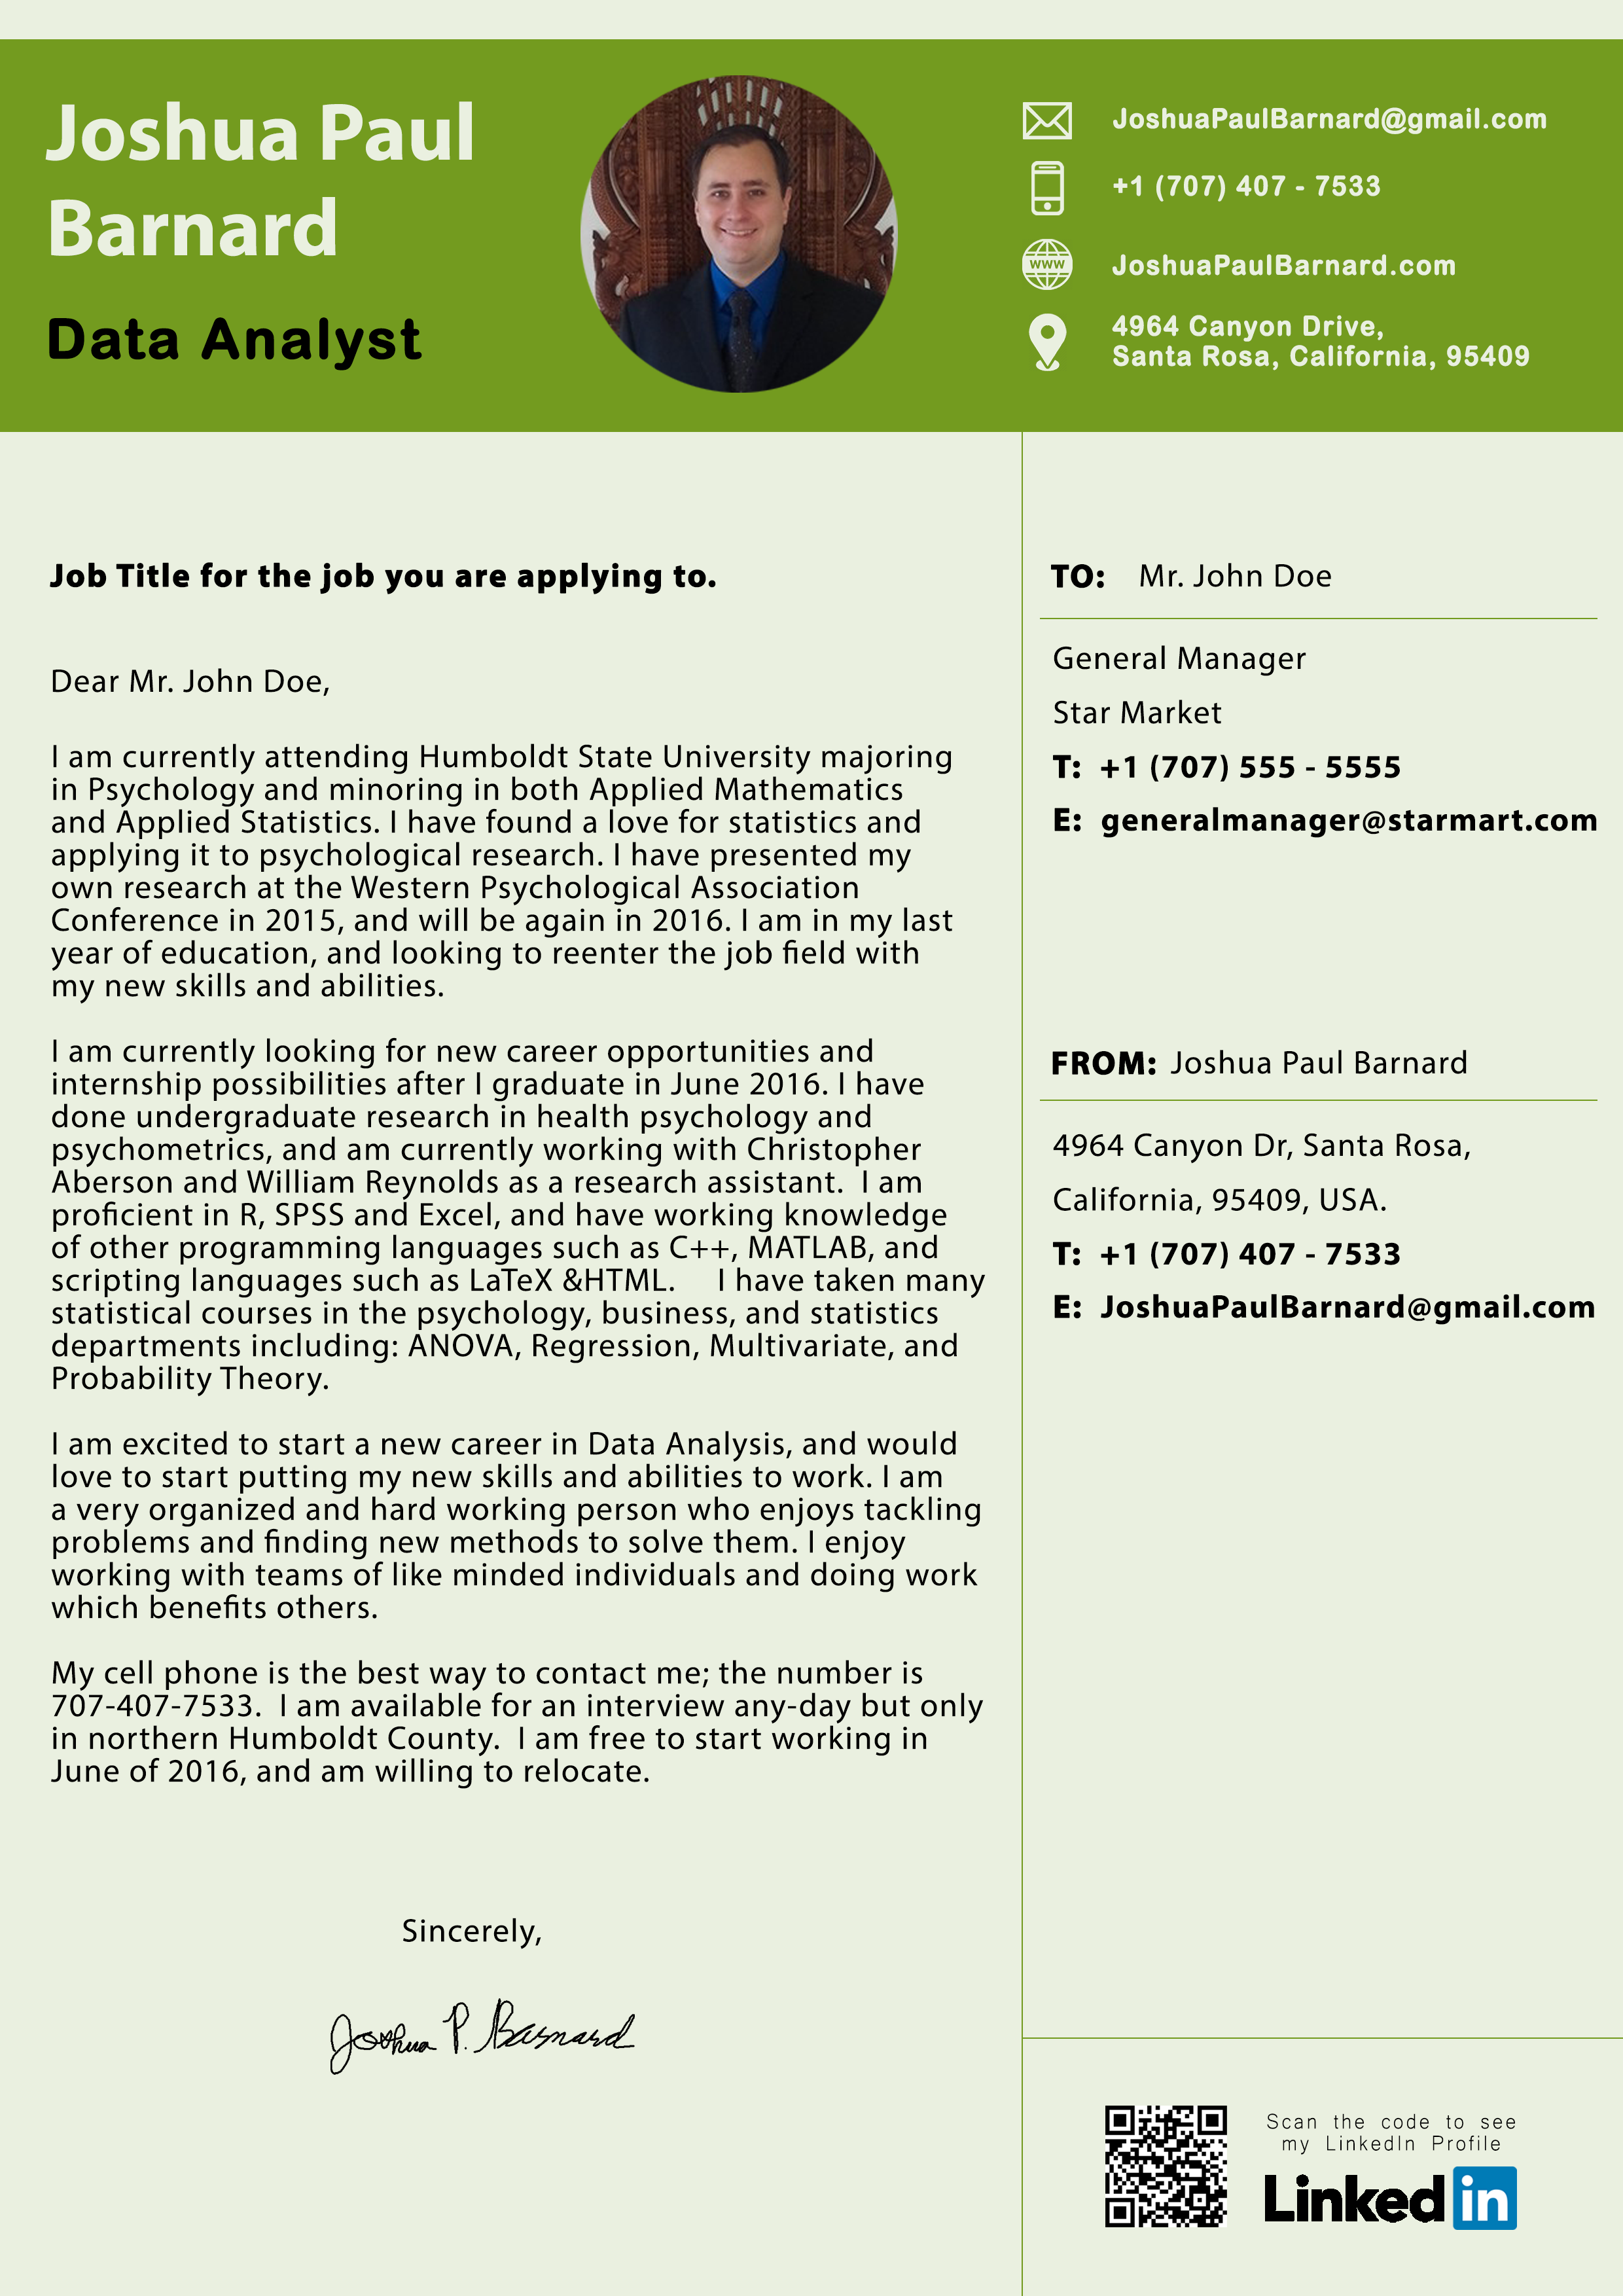 Joshua Paul
Barnard
Data Analyst
JoshuaPaulBarnard@gmail.com
+1 (707) 407 - 7533
www
JoshuaPaulBarnard.com
4964 Canyon Drive,
Santa Rosa, California, 95409
Job Title for the job you are applying to.
Dear Mr. John Doe,
I am currently attending Humboldt State University majoring
in Psychology and minoring in both Applied Mathematics
and Applied Statistics. I have found a love for statistics and
applying it to psychological research. I have presented my
own research at the Western Psychological Association
Conference in 2015, and will be again in 2016. I am in my last
year of education, and looking to reenter the job field with
my new skills and abilities.
I am currently looking for new career opportunities and
internship possibilities after I graduate in June 2016. I have
done undergraduate research in health psychology and
psychometrics, and am currently working with Christopher
Aberson and William Reynolds as a research assistant.  I am
proficient in R, SPSS and Excel, and have working knowledge
of other programming languages such as C++, MATLAB, and
scripting languages such as LaTeX &HTML.    I have taken many
statistical courses in the psychology, business, and statistics
departments including: ANOVA, Regression, Multivariate, and
Probability Theory.
I am excited to start a new career in Data Analysis, and would
love to start putting my new skills and abilities to work. I am
a very organized and hard working person who enjoys tackling
problems and finding new methods to solve them. I enjoy
working with teams of like minded individuals and doing work
which benefits others.
My cell phone is the best way to contact me; the number is
707-407-7533.  I am available for an interview any-day but only
in northern Humboldt County.  I am free to start working in
June of 2016, and am willing to relocate.
Sincerely,
Joshua P. Barnard
TO: Mr. John Doe
General Manager
Star Market
T: +1 (707) 555 - 5555
E: generalmanager@starmart.com
FROM: Joshua Paul Barnard
4964 Canyon Dr, Santa Rosa,
California, 95409, USA.
T: +1 (707) 407 - 7533
E: JoshuaPaulBarnard@gmail.com
Scan the code to see
my LinkedIn Profile
Linked in